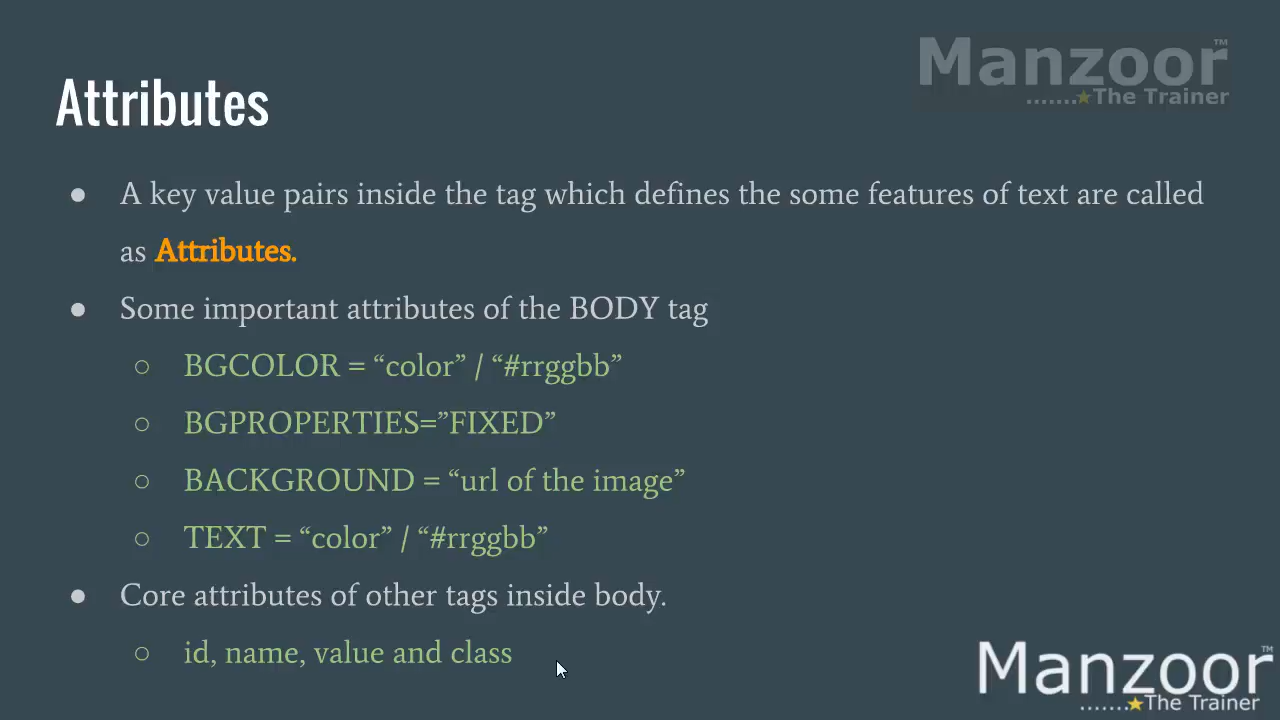 Manzoor™
.......★The Trainer
Attributes
● A key value pairs inside the tag which defines the some features of text are called
as Attributes.
● Some important attributes of the BODY tag
○ BGCOLOR = “color” / “#rrggbb”
○ BGPROPERTIES=”FIXED”
○ BACKGROUND = “url of the image”
○ TEXT = “color” / “#rrggbb”
● Core attributes of other tags inside body.
○ id, name, value and class
Manzoor™
.......★The Trainer